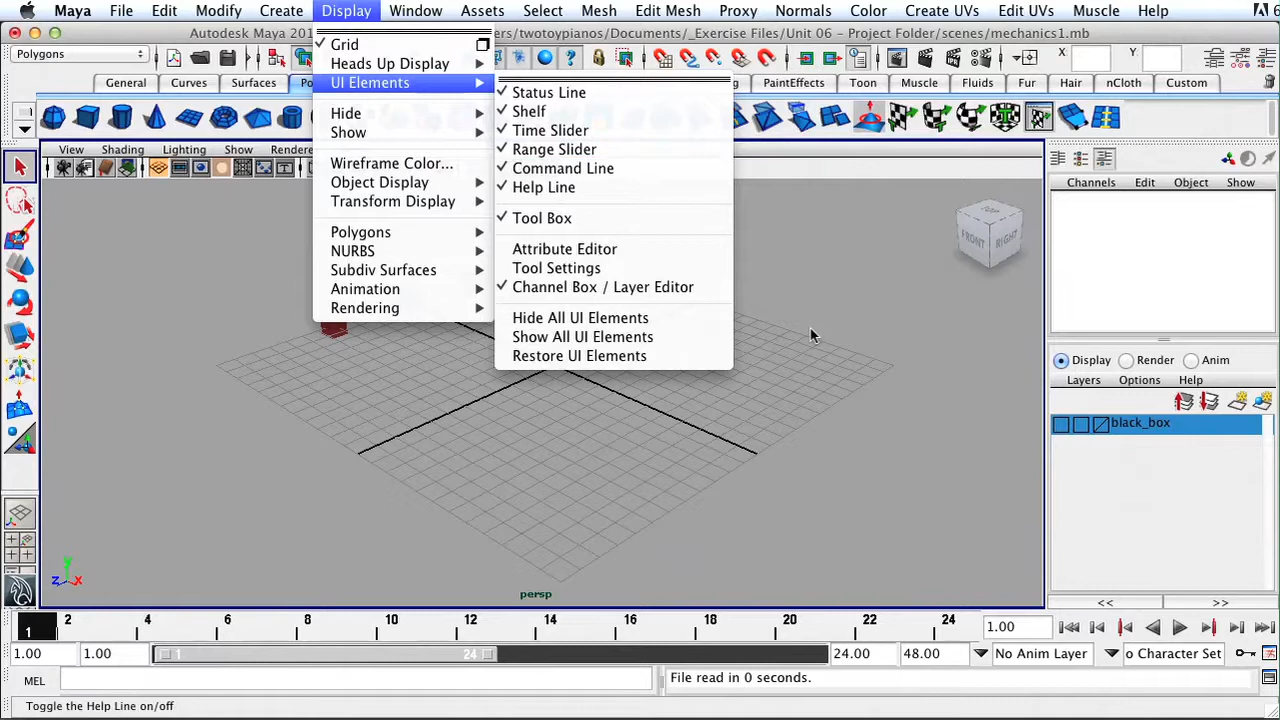 Maya File Edit Modify Create Display Window Assets Select Mesh Edit Mesh Proxy Normals Color Create UVs Edit UVs Muscle Help
Autodesk Maya 201
/twotoypianos/Documents/_Exercise Files/Unit 06 - Project Folder/scenes/mechanics1.mb
Polygons
X:
Y:
General Curves Surfaces
PaintEffects Toon Muscle Fluids Fur Hair nCloth Custom
Grid
Heads Up Display
UI Elements
Hide
Show
Wireframe Color...
Object Display
Transform Display
Polygons
NURBS
Subdiv Surfaces
Animation
Rendering
Status Line
Shelf
Time Slider
Range Slider
Command Line
Help Line
Tool Box
Attribute Editor
Tool Settings
Channel Box / Layer Editor
Hide All UI Elements
Show All UI Elements
Restore UI Elements
View Shading Lighting Show Rendere
TOP
FRONT RIGHT
Channels Edit Object Show
Display Render Anim
Layers Options Help
black_box
<< >>
y
z x
persp
1 2 4 6 8 10 12 14 16 18 20 22 24 1.00
1.00 1.00 1 24 24.00 48.00 No Anim Layer o Character Set
MEL File read in 0 seconds.
Toggle the Help Line on/off